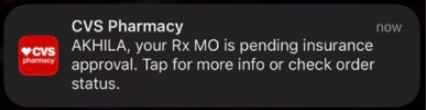 CVS Pharmacy
now
AKHILA, your Rx MO is pending insurance
approval. Tap for more info or check order
status.
♥CVS
pharmacy